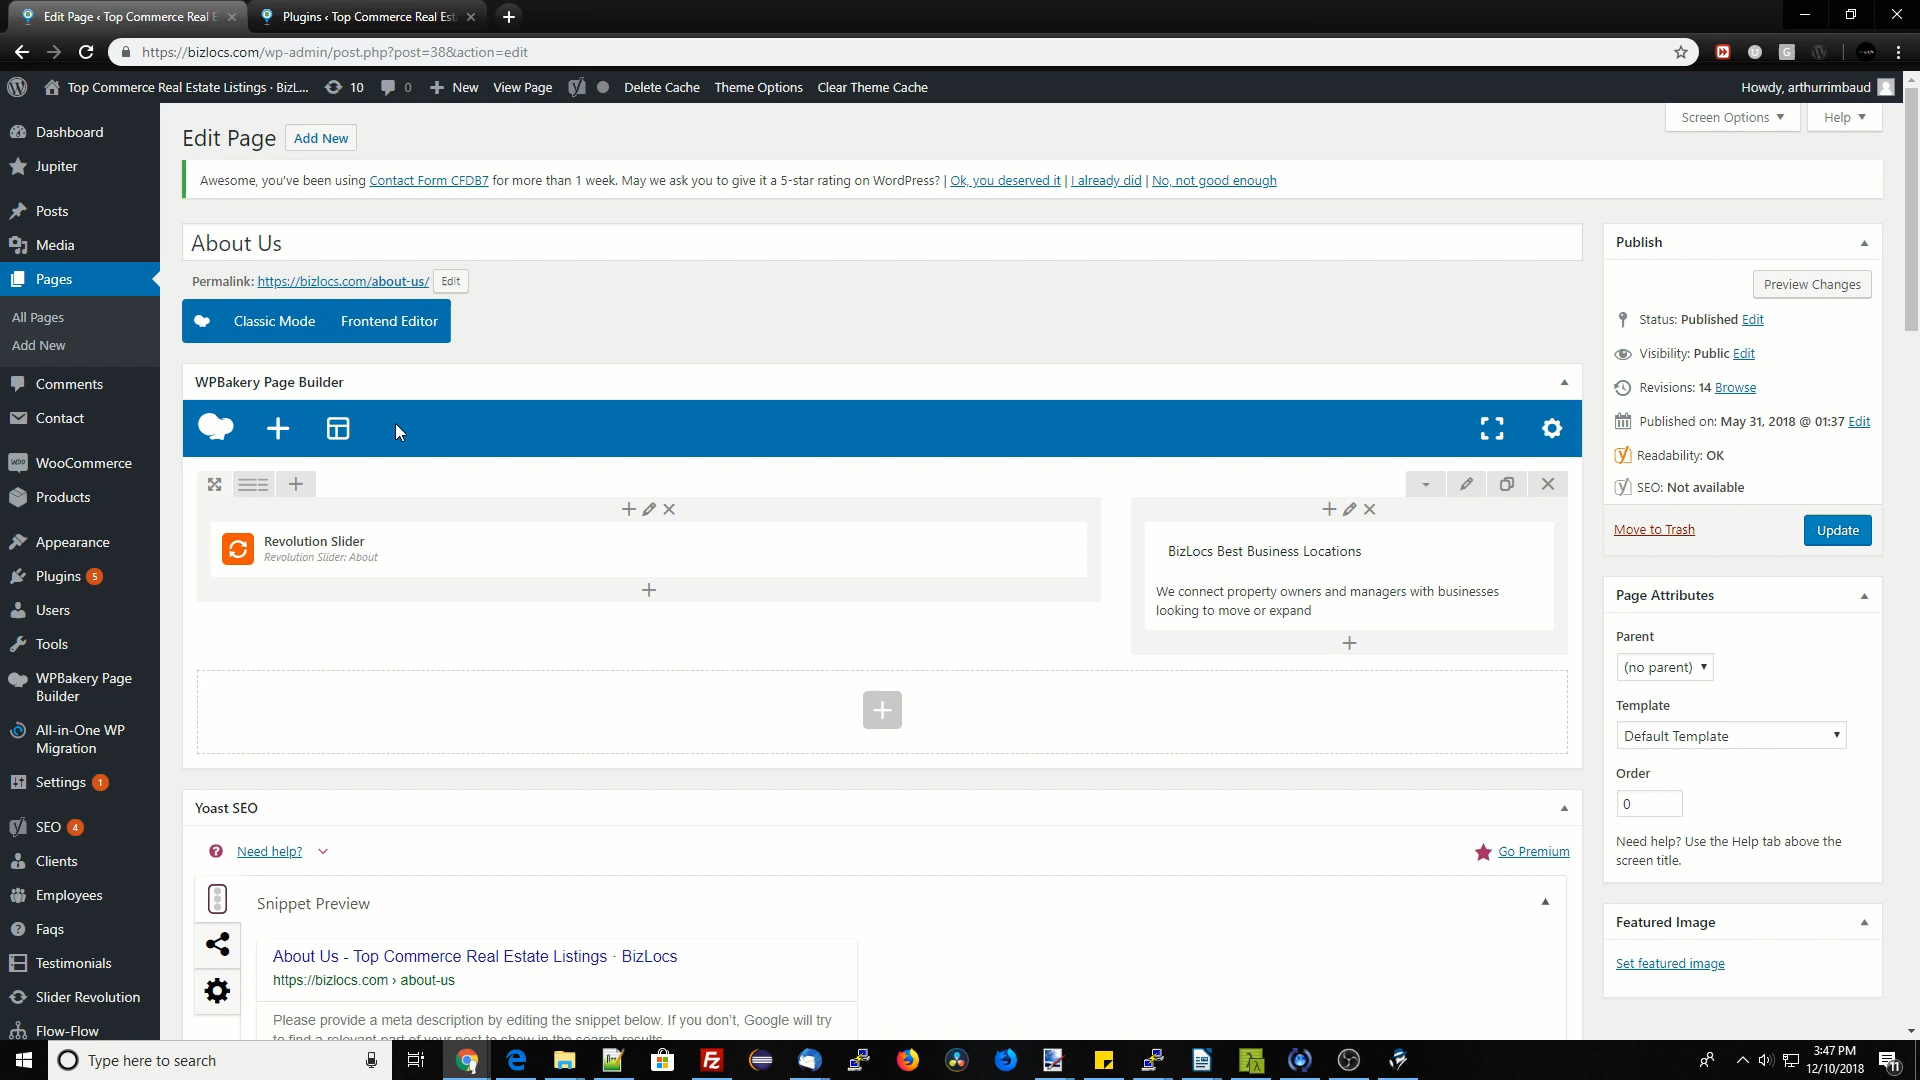 Edit Page ‹ Top Commerce Real E
Plugins ‹ Top Commerce Real Est
https://bizlocs.com/wp-admin/post.php?post=38&action=edit
Top Commerce Real Estate Listings · BizL...
10
0
New
View Page
Delete Cache
Theme Options
Clear Theme Cache
Howdy, arthurrimbaud
Screen Options
Help
Dashboard
Jupiter
Posts
Media
Pages
All Pages
Add New
Comments
Contact
WooCommerce
Products
Appearance
Plugins 5
Users
Tools
WPBakery Page
Builder
All-in-One WP
Migration
Settings 1
SEO 4
Clients
Employees
Faqs
Testimonials
Slider Revolution
Flow-Flow
Edit Page
Add New
Awesome, you've been using Contact Form CFDB7 for more than 1 week. May we ask you to give it a 5-star rating on WordPress? | Ok, you deserved it | I already did | No, not good enough
About Us
Permalink: https://bizlocs.com/about-us/ Edit
Classic Mode
Frontend Editor
WPBakery Page Builder
Revolution Slider
Revolution Slider: About
BizLocs Best Business Locations
We connect property owners and managers with businesses
looking to move or expand
Yoast SEO
Need help?
Go Premium
Snippet Preview
About Us - Top Commerce Real Estate Listings · BizLocs
https://bizlocs.com › about-us
Please provide a meta description by editing the snippet below. If you don't, Google will try
to find a relevant part of your post to show in the search results.
Publish
Preview Changes
Status: Published Edit
Visibility: Public Edit
Revisions: 14 Browse
Published on: May 31, 2018 @ 01:37 Edit
Readability: OK
SEO: Not available
Move to Trash
Update
Page Attributes
Parent
(no parent)
Template
Default Template
Order
0
Need help? Use the Help tab above the
screen title.
Featured Image
Set featured image
Type here to search
3:47 PM
12/10/2018
11